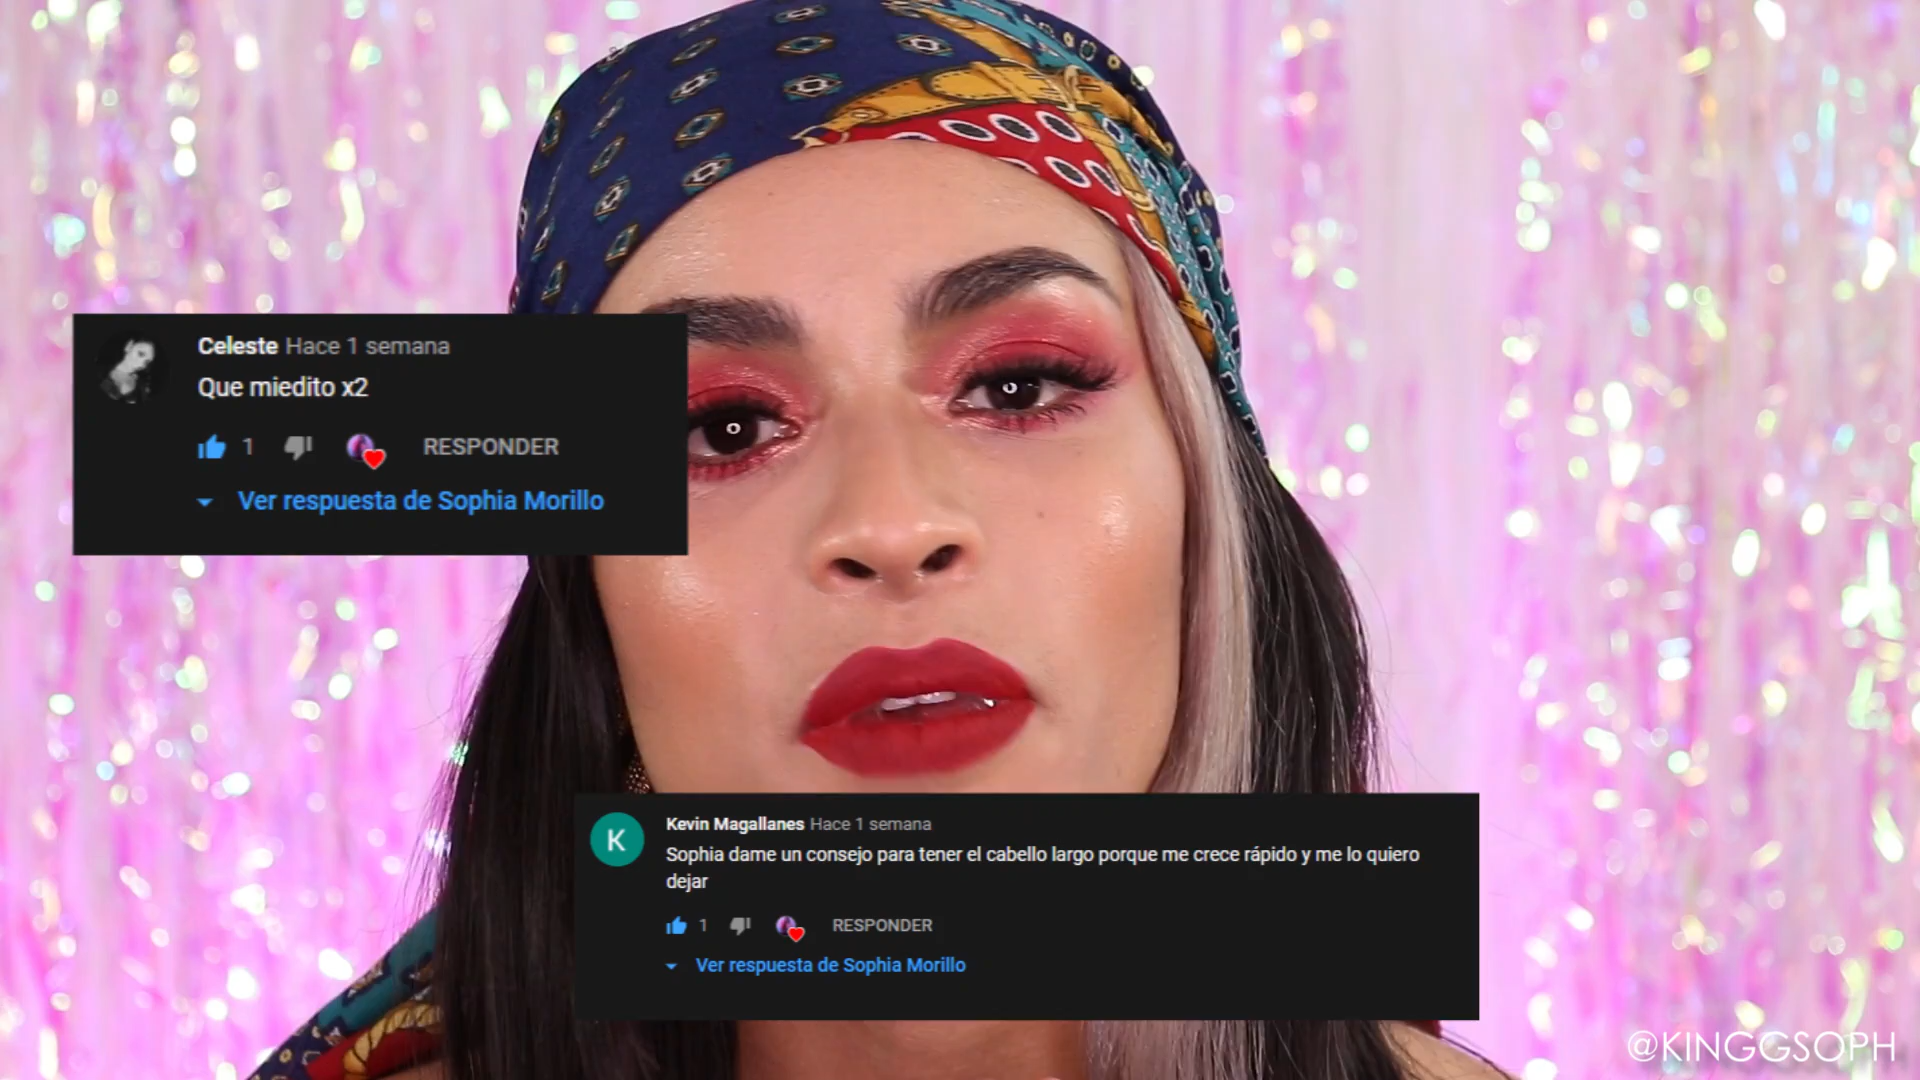 Celeste Hace 1 semana
Que miedito x2
1 RESPONDER
Ver respuesta de Sophia Morillo
K
Kevin Magallanes Hace 1 semana
Sophia dame un consejo para tener el cabello largo porque me crece rápido y me lo quiero
dejar
1 RESPONDER
Ver respuesta de Sophia Morillo
@KINGGSOPH